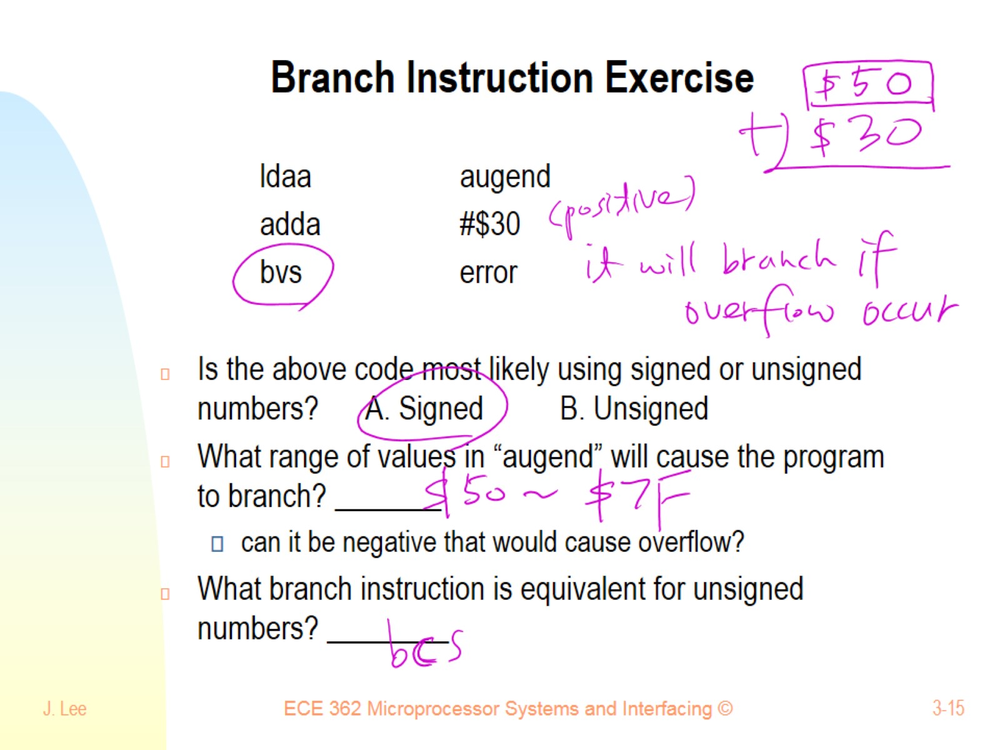 Branch Instruction Exercise
$50
+) $30
ldaa augend
adda #$30 (positive)
bvs error
it will branch if
overflow occur
Is the above code most likely using signed or unsigned
numbers? A. Signed B. Unsigned
What range of values in “augend” will cause the program
to branch? ______ $50 ~ $7F
can it be negative that would cause overflow?
What branch instruction is equivalent for unsigned
numbers? _______ bcs
J. Lee ECE 362 Microprocessor Systems and Interfacing © 3-15